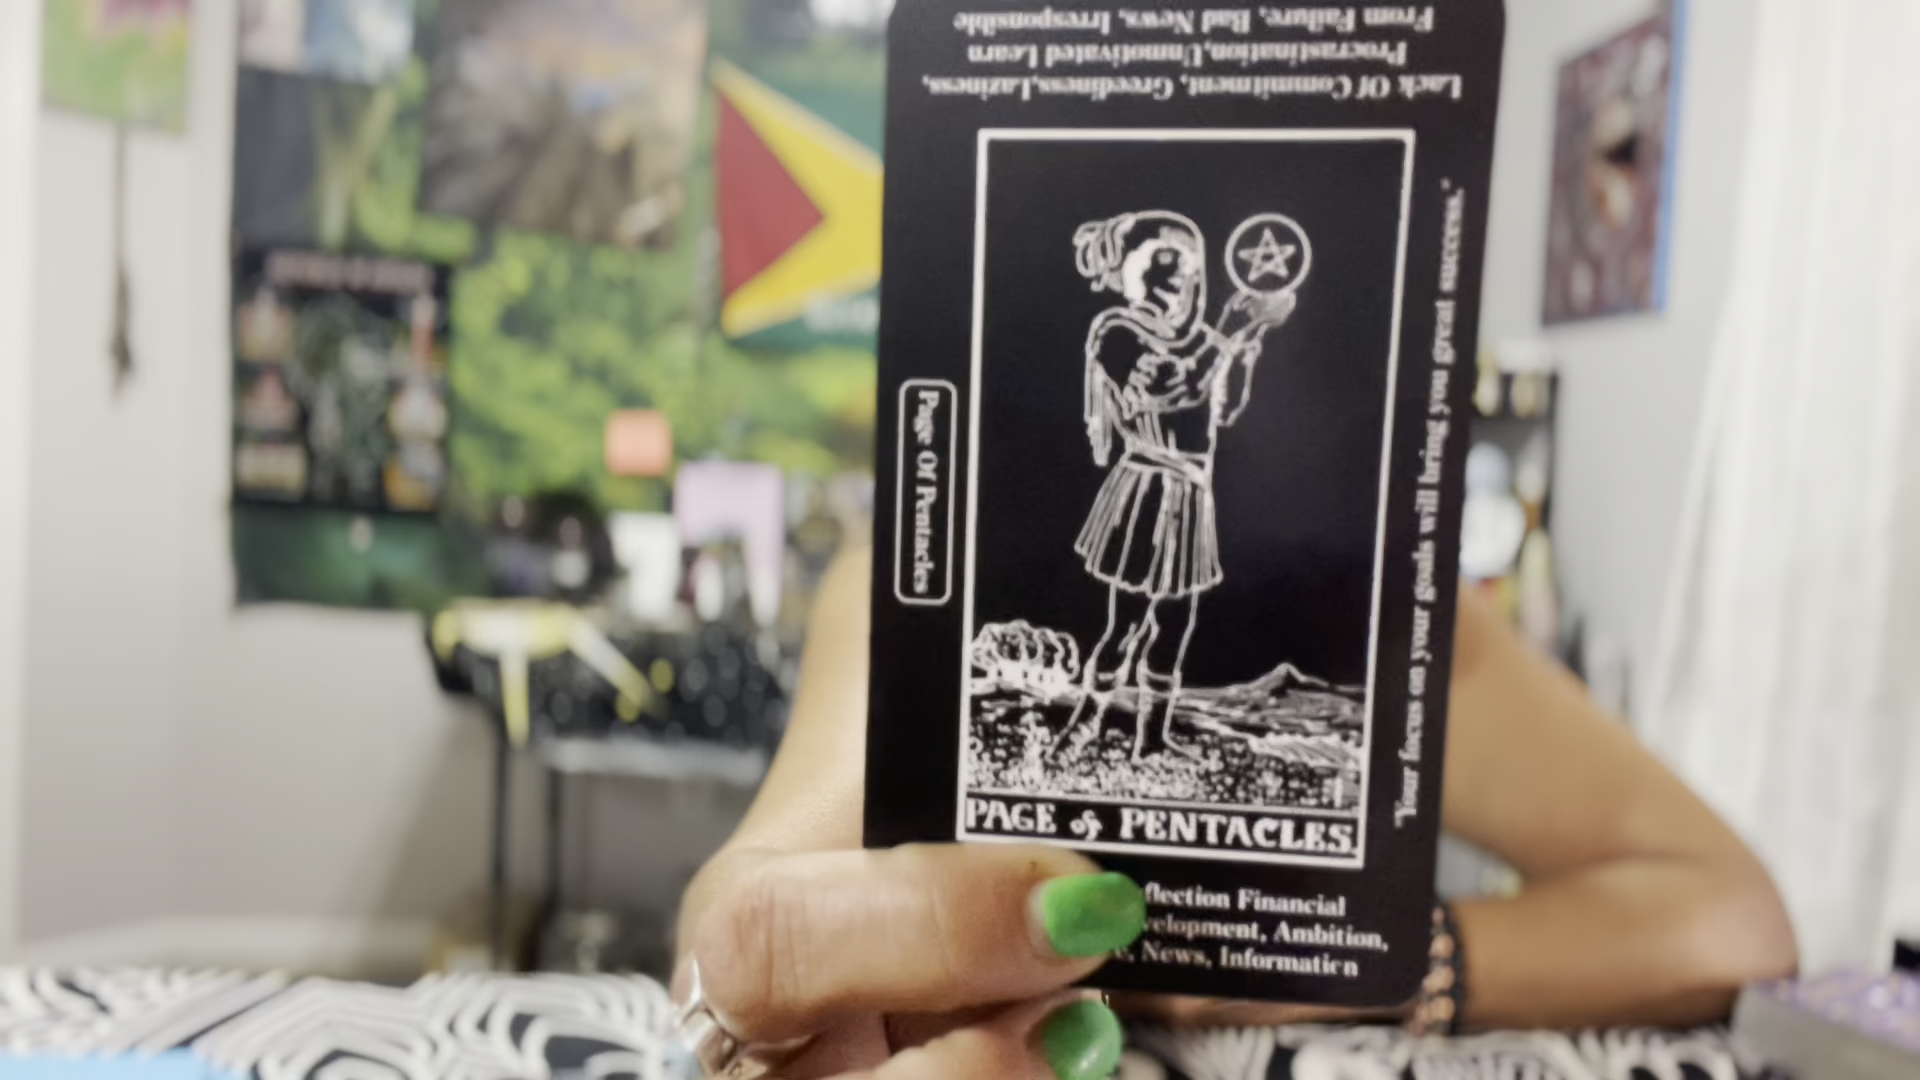 From Failure, Bad News, Irresponsible
Procrastination,Unmotivated Learn
Lack Of Commitment, Greediness,Laziness,
Page Of Pentacles
"Your focus on your goals will bring you great success."
PAGE of PENTACLES.
flection Financial
velopment, Ambition,
, News, Information